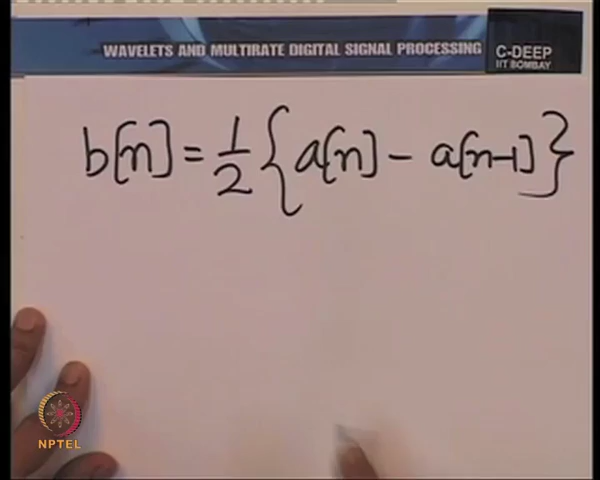 WAVELETS AND MULTIRATE DIGITAL SIGNAL PROCESSING
C-DEEP
IIT BOMBAY
b[n] = 1/2 { a[n] - a[n-1] }
NPTEL